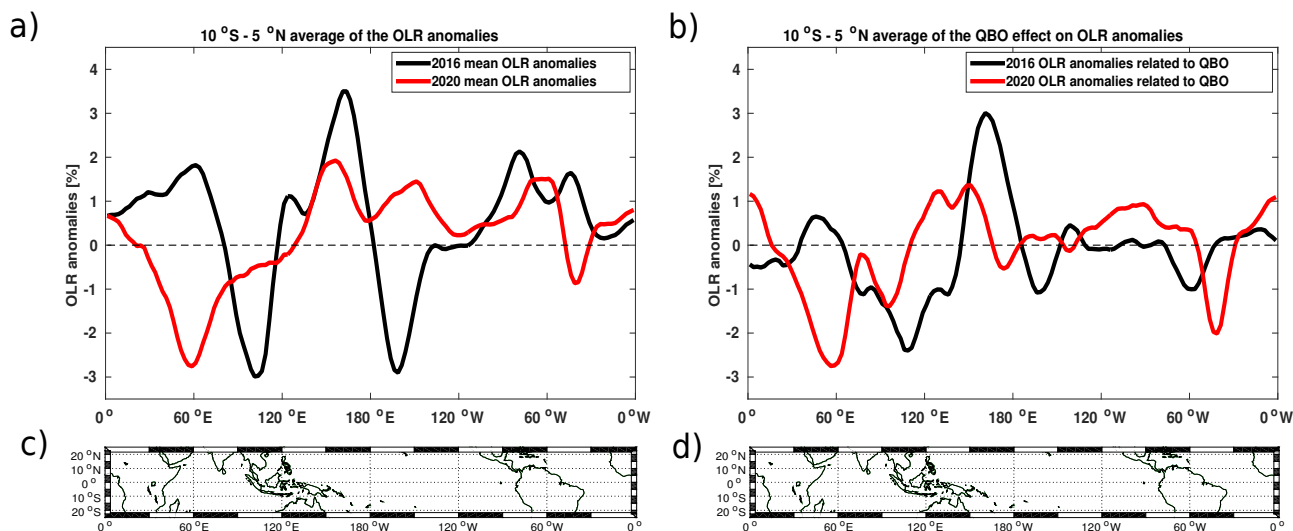 a)
10 °S - 5 °N average of the OLR anomalies
2016 mean OLR anomalies
2020 mean OLR anomalies
OLR anomalies [%]
4
3
2
1
0
-1
-2
-3
0° 60 °E 120 °E 180 °W 120 °W 60 °W 0 °W
b)
10 °S - 5 °N average of the QBO effect on OLR anomalies
2016 OLR anomalies related to QBO
2020 OLR anomalies related to QBO
OLR anomalies [%]
4
3
2
1
0
-1
-2
-3
0° 60 °E 120 °E 180 °W 120 °W 60 °W 0 °W
c)
20 °N
10 °N
0 °
10 °S
20 °S
0° 60 °E 120 °E 180 °W 120 °W 60 °W 0 °
d)
20 °N
10 °N
0 °
10 °S
20 °S
0° 60 °E 120 °E 180 °W 120 °W 60 °W 0 °